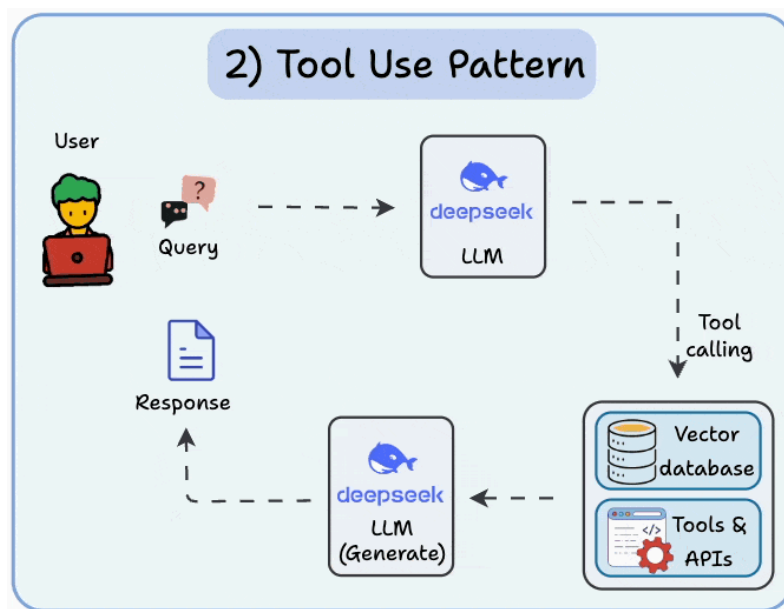 2) Tool Use Pattern
User
?
Query
deepseek
LLM
Tool
calling
Vector
database
</>
Tools &
APIs
deepseek
LLM
(Generate)
Response